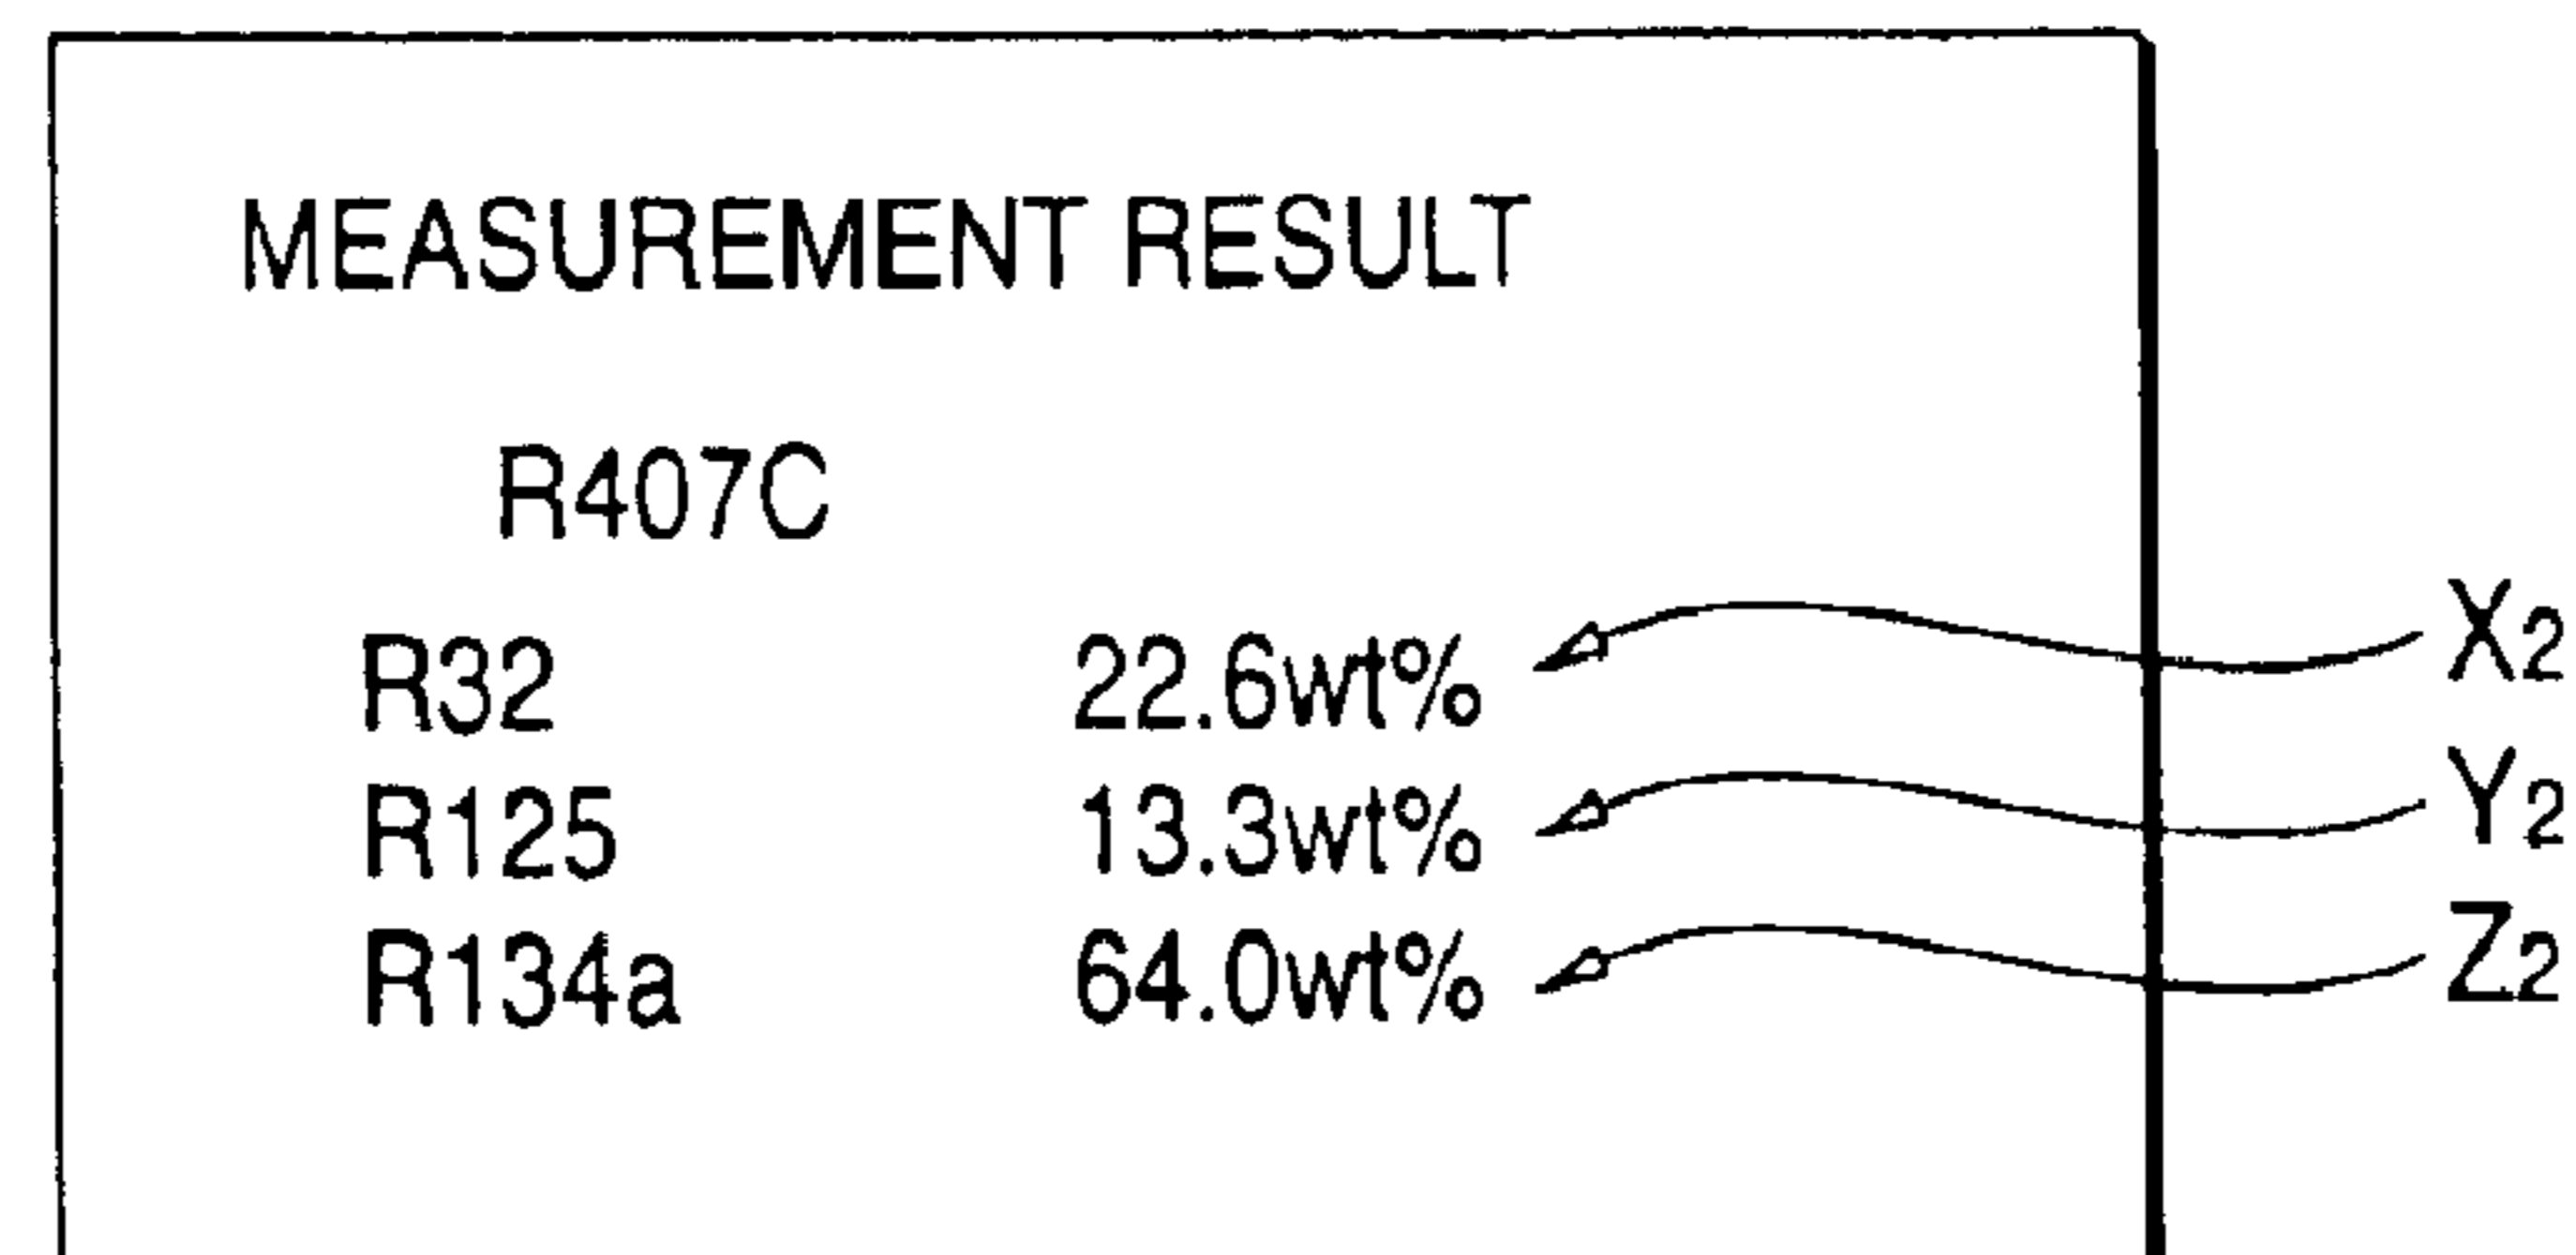 MEASUREMENT RESULT
R407C
R32 22.6wt% X2
R125 13.3wt% Y2
R134a 64.0wt% Z2